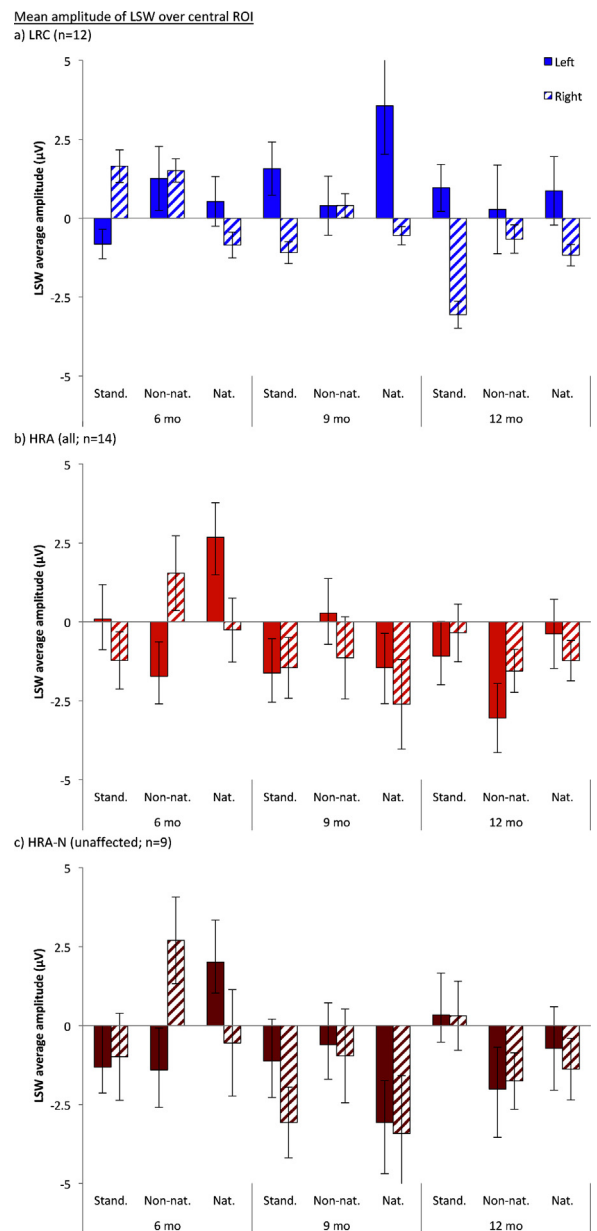 Mean amplitude of LSW over central ROI
a) LRC (n=12)
5
2.5
0
-2.5
-5
LSW average amplitude (µV)
Left
Right
Stand. Non-nat. Nat. Stand. Non-nat. Nat. Stand. Non-nat. Nat.
6 mo 9 mo 12 mo
b) HRA (all; n=14)
5
2.5
0
-2.5
-5
LSW average amplitude (µV)
Stand. Non-nat. Nat. Stand. Non-nat. Nat. Stand. Non-nat. Nat.
6 mo 9 mo 12 mo
c) HRA-N (unaffected; n=9)
5
2.5
0
-2.5
-5
LSW average amplitude (µV)
Stand. Non-nat. Nat. Stand. Non-nat. Nat. Stand. Non-nat. Nat.
6 mo 9 mo 12 mo